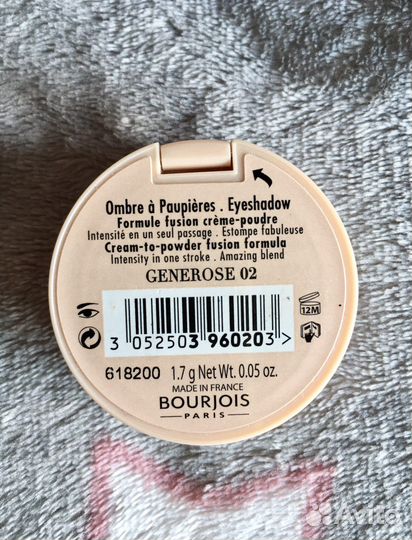 Ombre à Paupières . Eyeshadow
Formule fusion crème-poudre
Intensité en un seul passage . Estompe fabuleuse
Cream-to-powder fusion formula
Intensity in one stroke . Amazing blend
GENEROSE 02
12M
3 052503 960203 >
618200 1.7 g Net Wt. 0.05 oz.
MADE IN FRANCE
BOURJOIS
PARIS
Avito